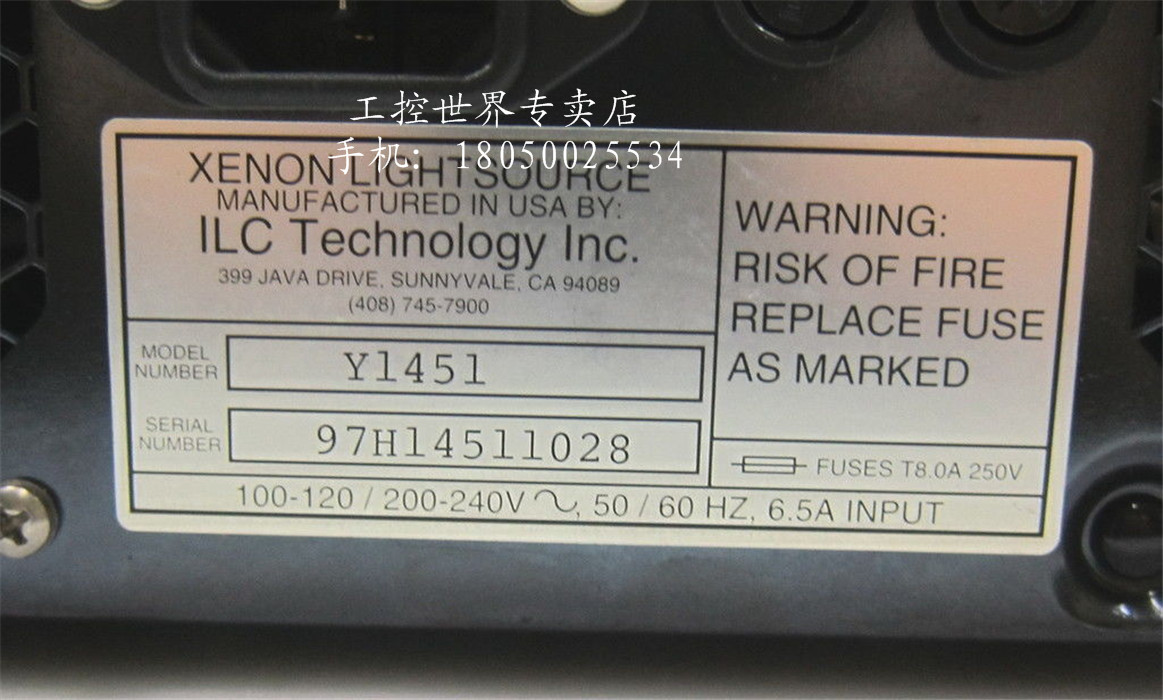 工控世界专卖店
手机: 18050025534
XENON LIGHTSOURCE
MANUFACTURED IN USA BY:
ILC Technology Inc.
399 JAVA DRIVE, SUNNYVALE, CA 94089
(408) 745-7900
MODEL
NUMBER
Y1451
SERIAL
NUMBER
97H14511028
WARNING:
RISK OF FIRE
REPLACE FUSE
AS MARKED
FUSES T8.0A 250V
100-120 / 200-240V ∿, 50 / 60 HZ, 6.5A INPUT